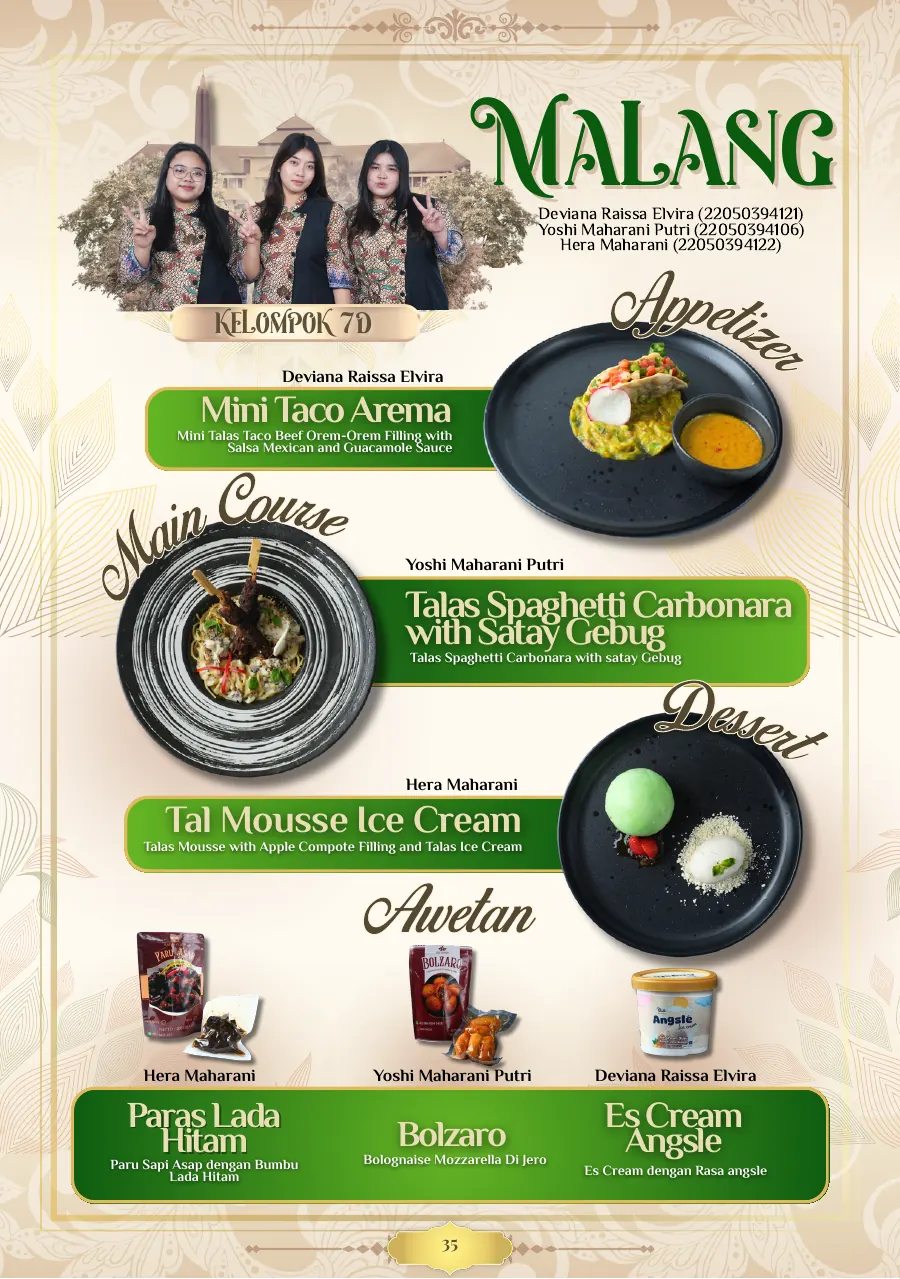 MALANG
Deviana Raissa Elvira (22050394121)
Yoshi Maharani Putri (22050394106)
Hera Maharani (22050394122)
KELOMPOK 7D
Appetizer
Deviana Raissa Elvira
Mini Taco Arema
Mini Talas Taco Beef Orem-Orem Filling with
Salsa Mexican and Guacamole Sauce
Main Course
Yoshi Maharani Putri
Talas Spaghetti Carbonara
with Satay Gebug
Talas Spaghetti Carbonara with satay Gebug
Dessert
Hera Maharani
Tal Mousse Ice Cream
Talas Mousse with Apple Compote Filling and Talas Ice Cream
Awetan
PARU ASAP
BOLZARO
Angsle
Hera Maharani
Yoshi Maharani Putri
Deviana Raissa Elvira
Paras Lada
Hitam
Paru Sapi Asap dengan Bumbu
Lada Hitam
Bolzaro
Bolognaise Mozzarella Di Jero
Es Cream
Angsle
Es Cream dengan Rasa angsle
35